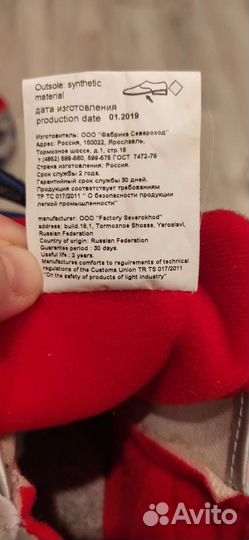 Outsole: synthetic
material
дата изготовления
production date 01.2019
Изготовитель: ООО "Фабрика Североход"
Адрес: Россия, 150022, Ярославль,
Тормозное шоссе, д.1, стр.18
т(4852) 599-560, 599-575 ГОСТ 7472-78
Страна изготовления: Россия.
Срок службы 2 года.
Гарантийный срок службы 30 дней.
Продукция соответствует требованиям
ТР ТС 017/2011 "О безопасности продукции
легкой промышленности"
manufacturer: OOO "Factory Severokhod"
address: build.18,1, Tormoznoe Shosse, Yaroslavl,
Russian Federation
Country of origin: Russian Federation
Guarantee period : 30 days.
Useful life : 2 years.
Manufactures comforts to requirements of technical
regulations of the Customs Union TR TS 017/2011
"On the safety of products of light industry"
Avito